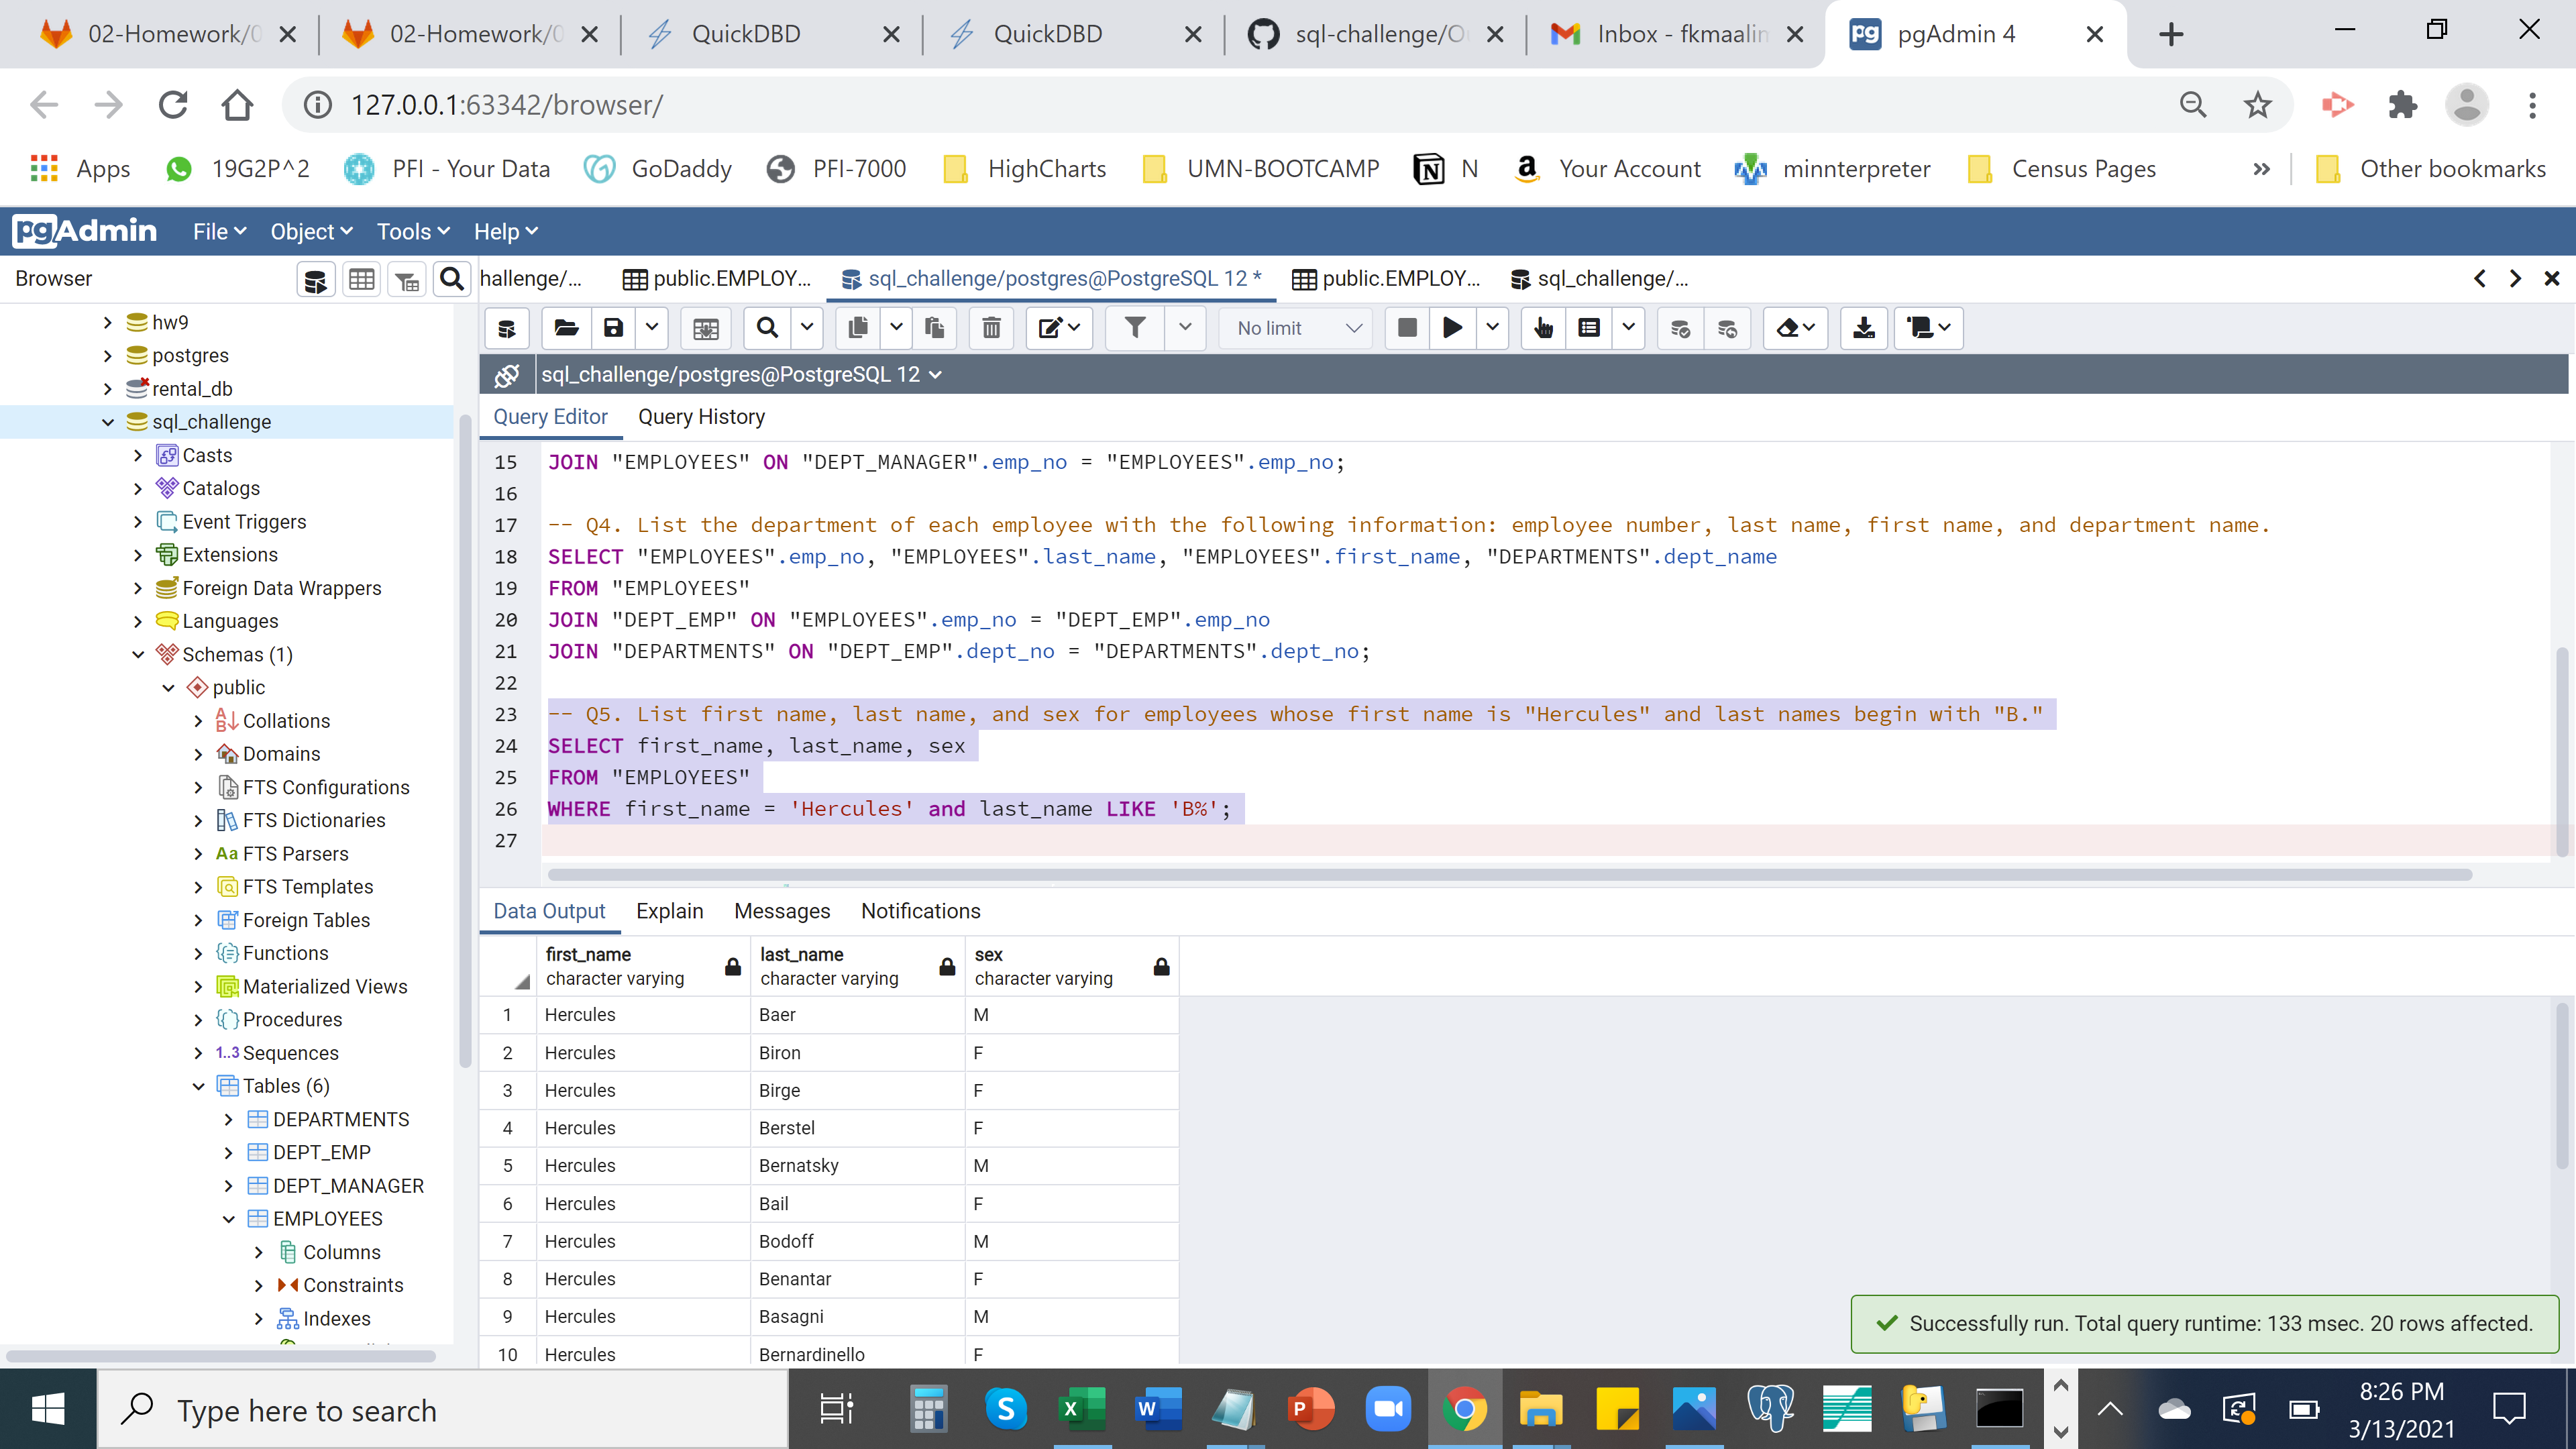 02-Homework/0
02-Homework/0
QuickDBD
QuickDBD
sql-challenge/O
Inbox - fkmaalin
pgAdmin 4
127.0.0.1:63342/browser/
Apps
19G2P^2
PFI - Your Data
GoDaddy
PFI-7000
HighCharts
UMN-BOOTCAMP
N
Your Account
minnterpreter
Census Pages
»
Other bookmarks
pgAdmin
File
Object
Tools
Help
Browser
hallenge/...
public.EMPLOY...
sql_challenge/postgres@PostgreSQL 12 *
public.EMPLOY...
sql_challenge/...
No limit
sql_challenge/postgres@PostgreSQL 12
Query Editor
Query History
hw9
postgres
rental_db
sql_challenge
Casts
Catalogs
Event Triggers
Extensions
Foreign Data Wrappers
Languages
Schemas (1)
public
Collations
Domains
FTS Configurations
FTS Dictionaries
FTS Parsers
FTS Templates
Foreign Tables
Functions
Materialized Views
Procedures
1..3 Sequences
Tables (6)
DEPARTMENTS
DEPT_EMP
DEPT_MANAGER
EMPLOYEES
Columns
Constraints
Indexes
15 JOIN "EMPLOYEES" ON "DEPT_MANAGER".emp_no = "EMPLOYEES".emp_no;
16
17 -- Q4. List the department of each employee with the following information: employee number, last name, first name, and department name.
18 SELECT "EMPLOYEES".emp_no, "EMPLOYEES".last_name, "EMPLOYEES".first_name, "DEPARTMENTS".dept_name
19 FROM "EMPLOYEES"
20 JOIN "DEPT_EMP" ON "EMPLOYEES".emp_no = "DEPT_EMP".emp_no
21 JOIN "DEPARTMENTS" ON "DEPT_EMP".dept_no = "DEPARTMENTS".dept_no;
22
23 -- Q5. List first name, last name, and sex for employees whose first name is "Hercules" and last names begin with "B."
24 SELECT first_name, last_name, sex
25 FROM "EMPLOYEES"
26 WHERE first_name = 'Hercules' and last_name LIKE 'B%';
27
Data Output
Explain
Messages
Notifications
first_name last_name sex
character varying character varying character varying
1 Hercules Baer M
2 Hercules Biron F
3 Hercules Birge F
4 Hercules Berstel F
5 Hercules Bernatsky M
6 Hercules Bail F
7 Hercules Bodoff M
8 Hercules Benantar F
9 Hercules Basagni M
10 Hercules Bernardinello F
Successfully run. Total query runtime: 133 msec. 20 rows affected.
Type here to search
8:26 PM
3/13/2021